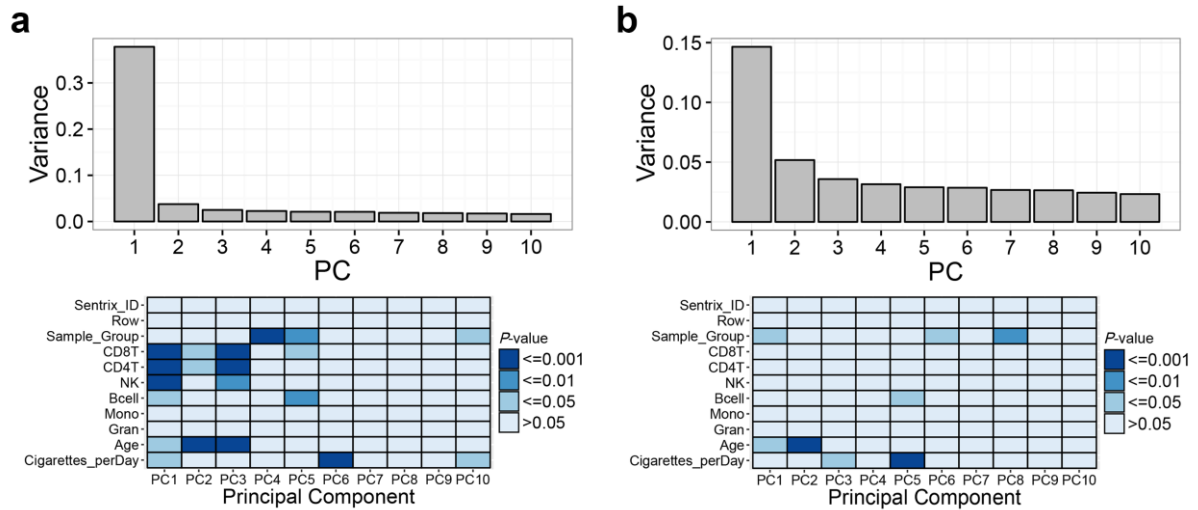 a
Variance
0.3
0.2
0.1
0.0
1 2 3 4 5 6 7 8 9 10
PC
Sentrix_ID
Row
Sample_Group
CD8T
CD4T
NK
Bcell
Mono
Gran
Age
Cigarettes_perDay
PC1 PC2 PC3 PC4 PC5 PC6 PC7 PC8 PC9 PC10
Principal Component
P-value
<=0.001
<=0.01
<=0.05
>0.05
b
Variance
0.15
0.10
0.05
0.00
1 2 3 4 5 6 7 8 9 10
PC
Sentrix_ID
Row
Sample_Group
CD8T
CD4T
NK
Bcell
Mono
Gran
Age
Cigarettes_perDay
PC1 PC2 PC3 PC4 PC5 PC6 PC7 PC8 PC9 PC10
Principal Component
P-value
<=0.001
<=0.01
<=0.05
>0.05